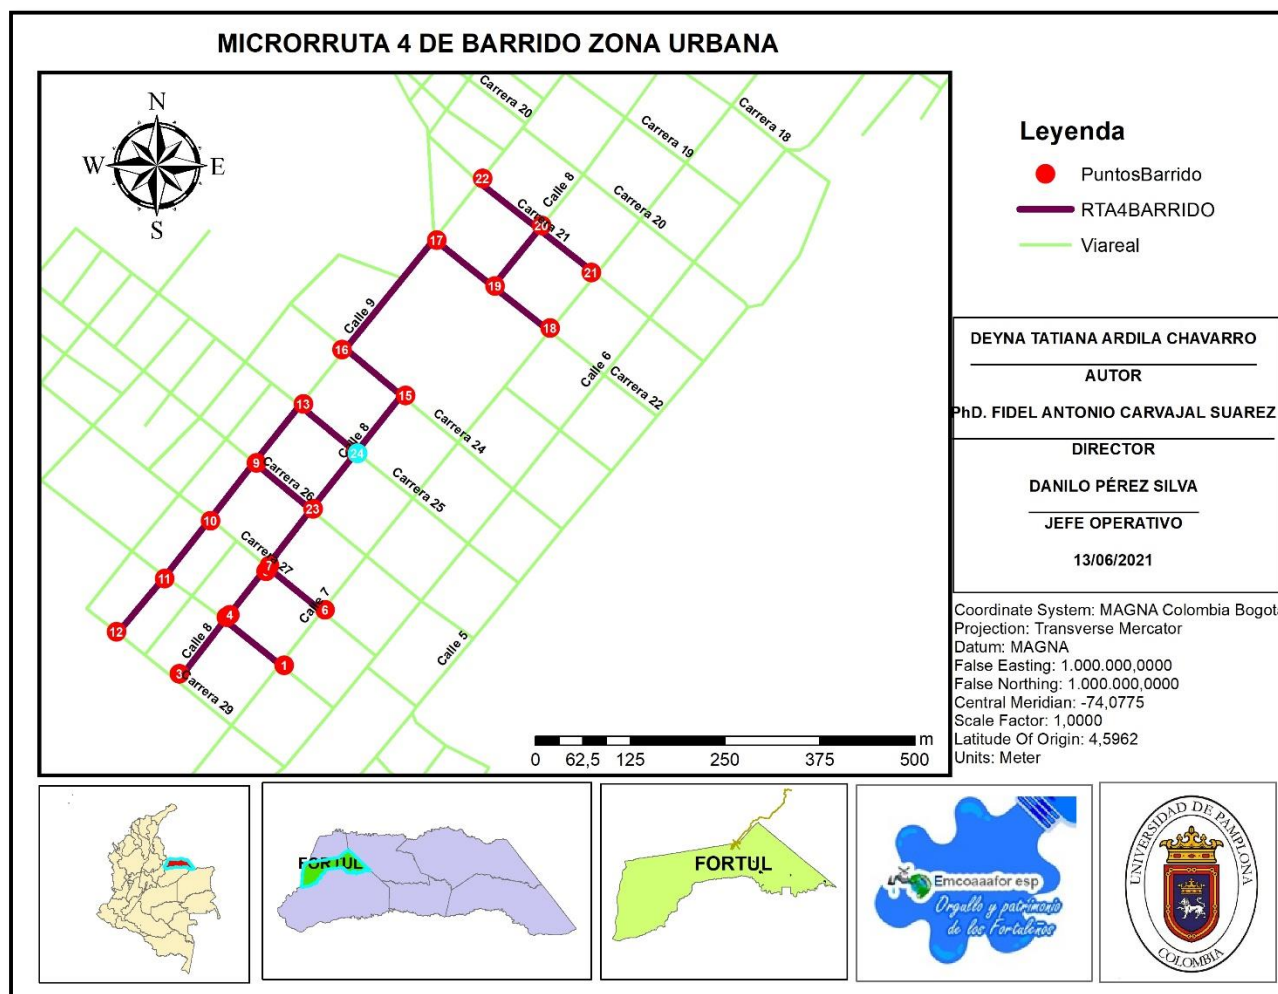 MICRORRUTA 4 DE BARRIDO ZONA URBANA
N
W
E
S
Carrera 20
Carrera 18
Carrera 19
Calle 8
Carrera 20
22
20
Carrera 21
17
21
19
Calle 9
18
16
Calle 6
Carrera 22
15
13
Calle 8
24
Carrera 24
9
Carrera 26
Carrera 25
23
10
Carrera 27
7
11
Calle 7
6
4
12
Calle 8
Calle 5
1
3
Carrera 29
0 62,5 125 250 375 500 m
Leyenda
PuntosBarrido
RTA4BARRIDO
Viareal
DEYNA TATIANA ARDILA CHAVARRO
AUTOR
PhD. FIDEL ANTONIO CARVAJAL SUAREZ
DIRECTOR
DANILO PÉREZ SILVA
JEFE OPERATIVO
13/06/2021
Coordinate System: MAGNA Colombia Bogota
Projection: Transverse Mercator
Datum: MAGNA
False Easting: 1.000.000,0000
False Northing: 1.000.000,0000
Central Meridian: -74,0775
Scale Factor: 1,0000
Latitude Of Origin: 4,5962
Units: Meter
FORTUL
FORTUL
Emcoaaafor esp
Orgullo y patrimonio
de los Fortuleños
UNIVERSIDAD DE PAMPLONA
COLOMBIA